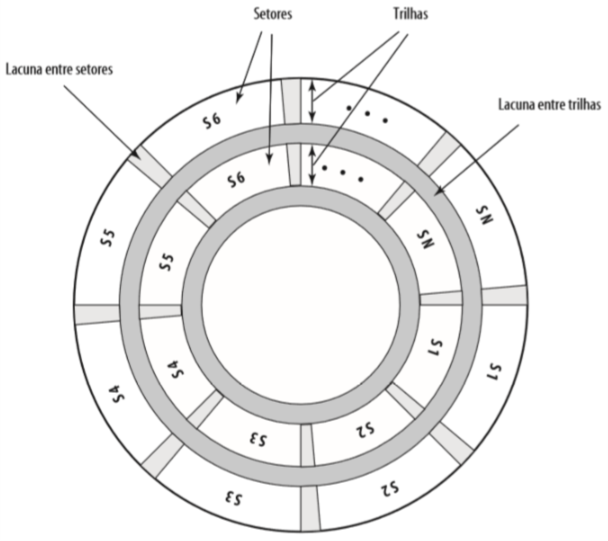 Setores
Trilhas
Lacuna entre setores
Lacuna entre trilhas
S6
• • •
SN
S6
• • •
SN
S5
S5
S1
S1
S4
S4
S3
S2
S3
S2